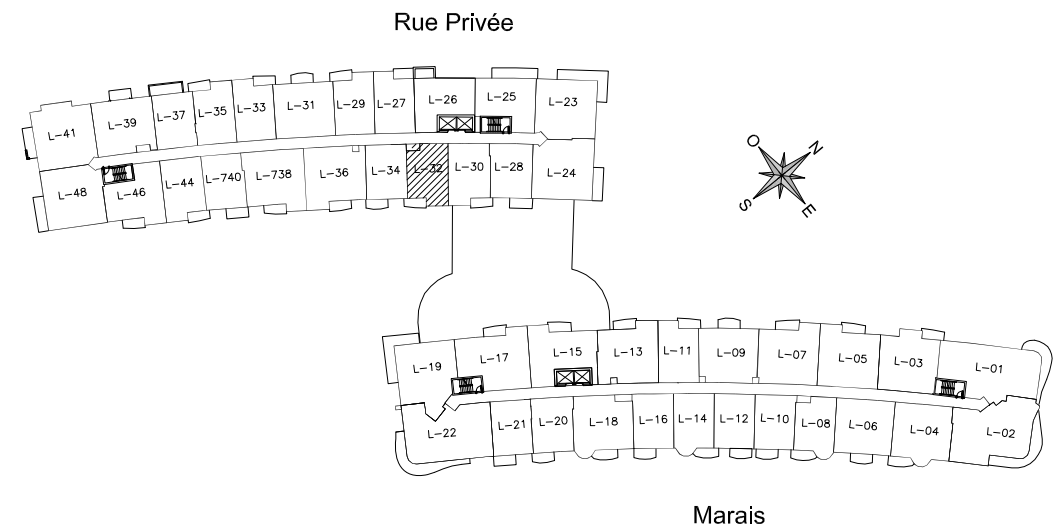 Rue Privée
L-41 L-39 L-37 L-35 L-33 L-31 L-29 L-27 L-26 L-25 L-23
L-48 L-46 L-44 L-740 L-738 L-36 L-34 L-32 L-30 L-28 L-24
O N
S E
L-19 L-17 L-15 L-13 L-11 L-09 L-07 L-05 L-03 L-01
L-22 L-21 L-20 L-18 L-16 L-14 L-12 L-10 L-08 L-06 L-04 L-02
Marais